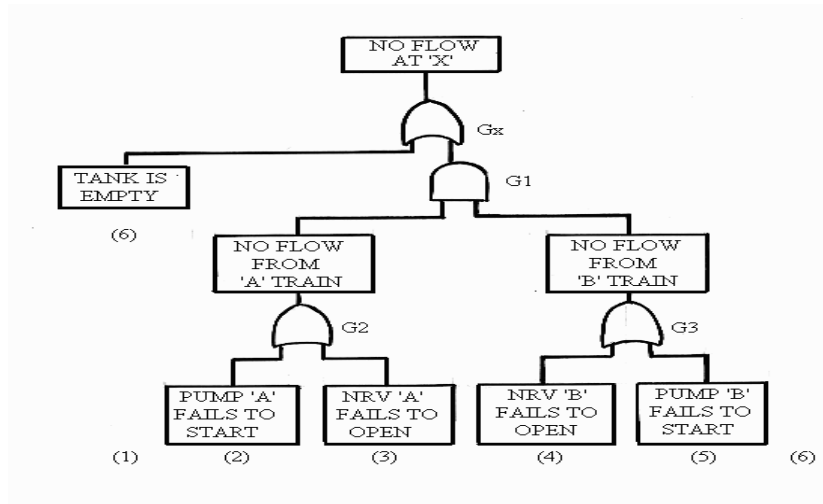 NO FLOW
AT 'X'
Gx
TANK IS
EMPTY
(6)
G1
NO FLOW
FROM
'A' TRAIN
NO FLOW
FROM
'B' TRAIN
G2
G3
PUMP 'A'
FAILS TO
START
NRV 'A'
FAILS TO
OPEN
NRV 'B'
FAILS TO
OPEN
PUMP 'B'
FAILS TO
START
(1) (2) (3) (4) (5) (6)